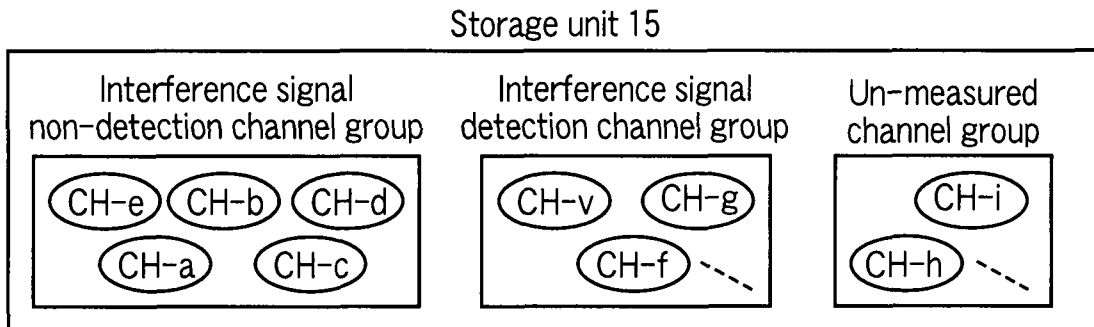 Storage unit 15
Interference signal
non-detection channel group
CH-e CH-b CH-d
CH-a CH-c
Interference signal
detection channel group
CH-v CH-g
CH-f
Un-measured
channel group
CH-i
CH-h